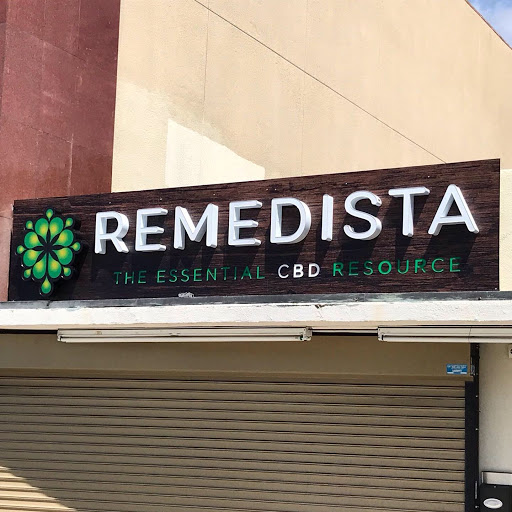 REMEDISTA
THE ESSENTIAL CBD RESOURCE